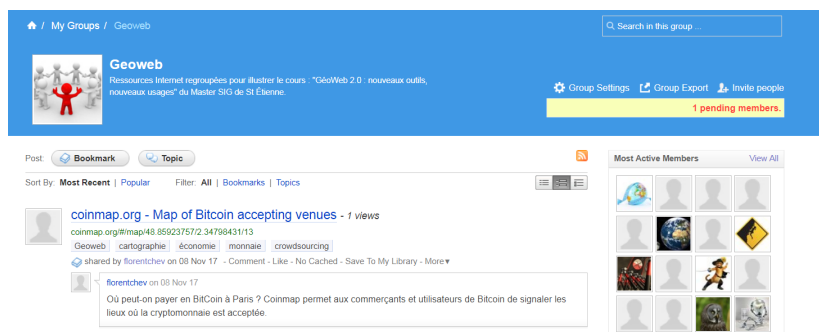 / My Groups / Geoweb
Search in this group ...
Geoweb
Ressources Internet regroupées pour illustrer le cours : "GéoWeb 2.0 : nouveaux outils,
nouveaux usages" du Master SIG de St Étienne.
Group Settings Group Export Invite people
1 pending members.
Post: Bookmark Topic
Sort By: Most Recent | Popular Filter: All | Bookmarks | Topics
coinmap.org - Map of Bitcoin accepting venues - 1 views
coinmap.org/#/map/48.85923757/2.34798431/13
Geoweb cartographie économie monnaie crowdsourcing
shared by florentchev on 08 Nov 17 - Comment - Like - No Cached - Save To My Library - More▼
florentchev on 08 Nov 17
Où peut-on payer en BitCoin à Paris ? Coinmap permet aux commerçants et utilisateurs de Bitcoin de signaler les
lieux où la cryptomonnaie est acceptée.
Most Active Members View All